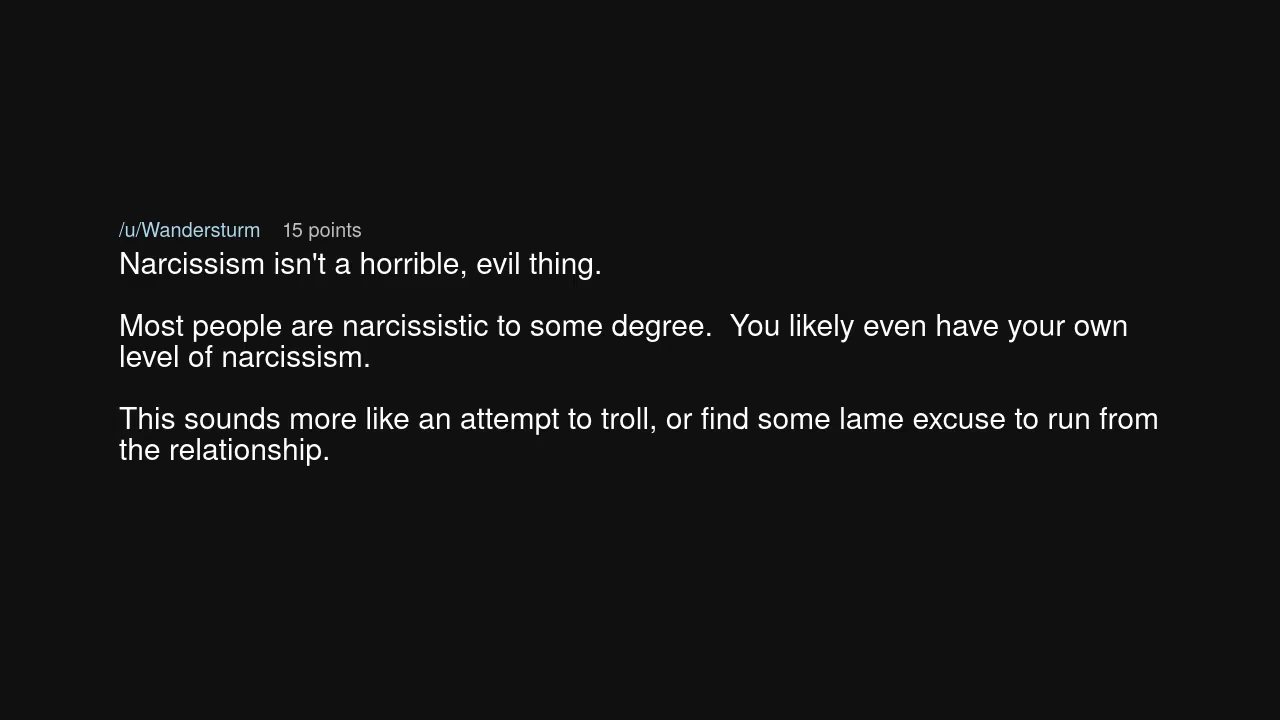 /u/Wandersturm 15 points
Narcissism isn't a horrible, evil thing.
Most people are narcissistic to some degree.  You likely even have your own
level of narcissism.
This sounds more like an attempt to troll, or find some lame excuse to run from
the relationship.